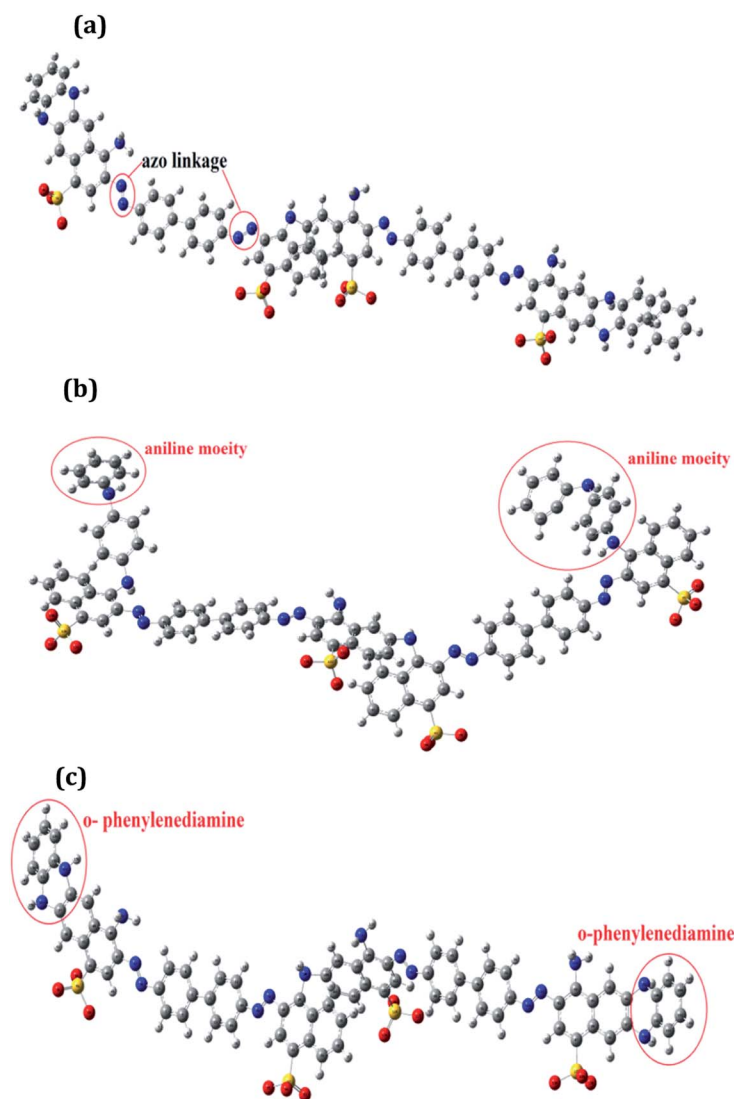 (a)
azo linkage
(b)
aniline moeity
aniline moeity
(c)
o- phenylenediamine
o-phenylenediamine